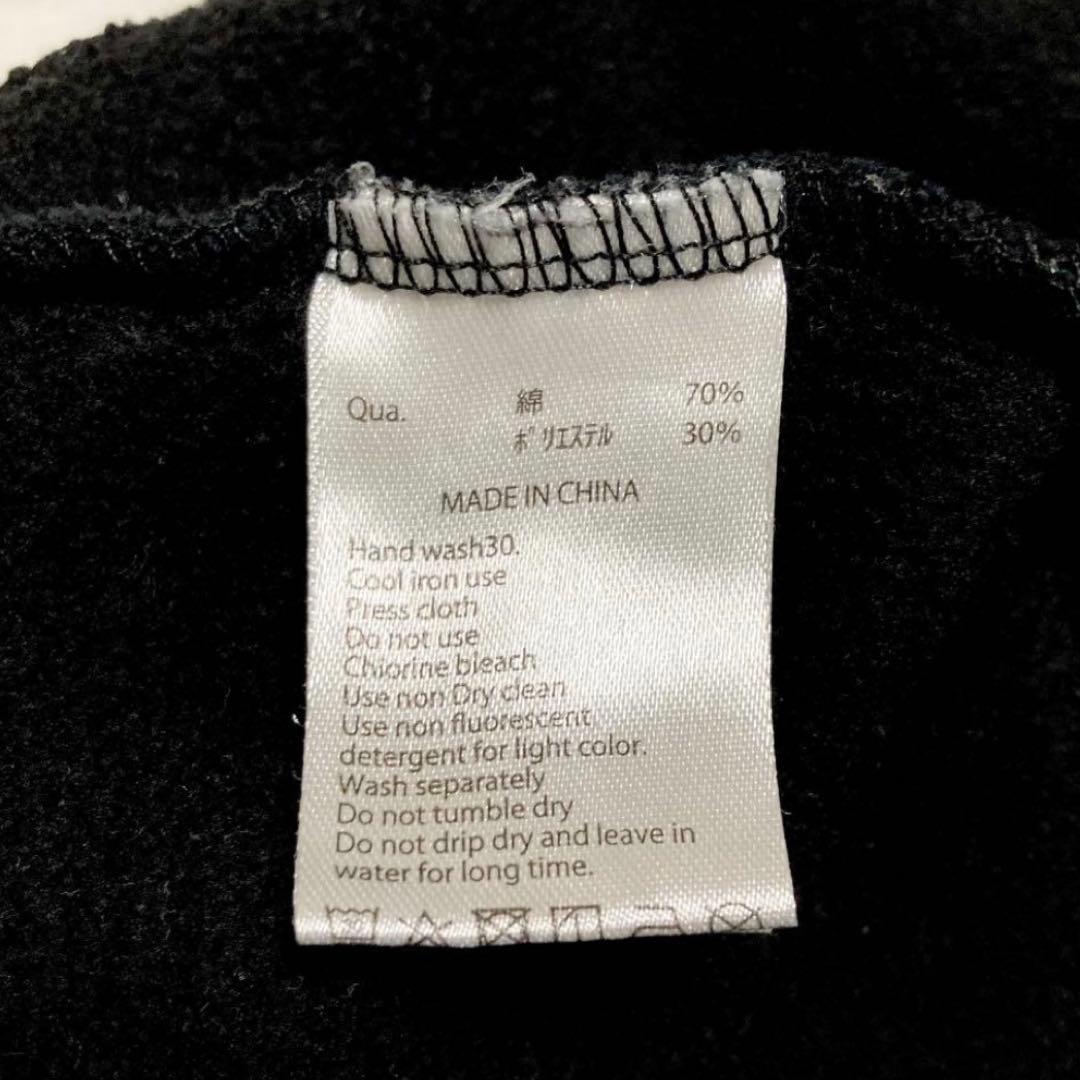 Qua. 綿 70%
ポリエステル 30%
MADE IN CHINA
Hand wash30.
Cool iron use
Press cloth
Do not use
Chlorine bleach
Use non Dry clean
Use non fluorescent
detergent for light color.
Wash separately
Do not tumble dry
Do not drip dry and leave in
water for long time.